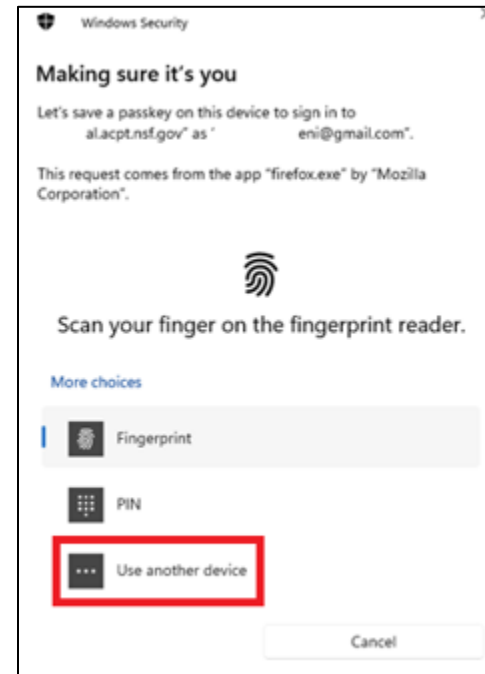 Windows Security
Making sure it's you
Let's save a passkey on this device to sign in to
al.acpt.nsf.gov" as ' eni@gmail.com".
This request comes from the app "firefox.exe" by "Mozilla
Corporation".
Scan your finger on the fingerprint reader.
More choices
Fingerprint
PIN
Use another device
Cancel